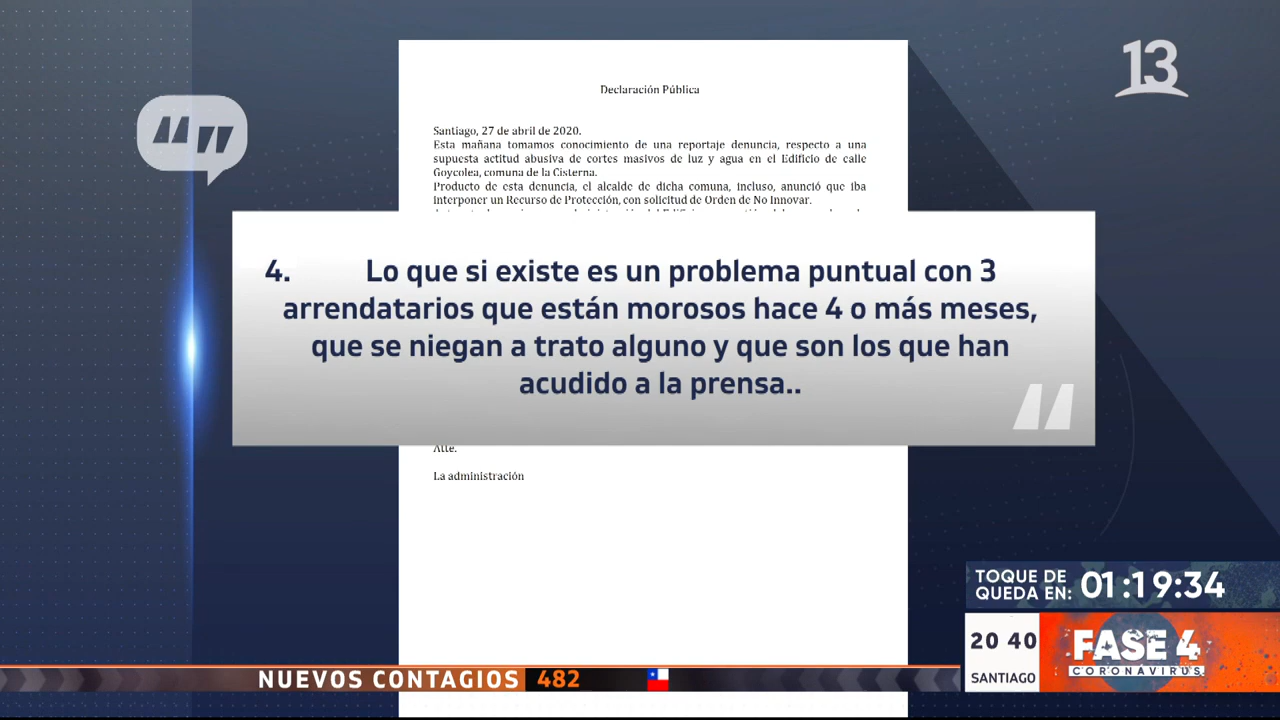 13
Declaración Pública
Santiago, 27 de abril de 2020.
Esta mañana tomamos conocimiento de una reportaje denuncia, respecto a una
supuesta actitud abusiva de cortes masivos de luz y agua en el Edificio de calle
Goycolea, comuna de la Cisterna.
Producto de esta denuncia, el alcalde de dicha comuna, incluso, anunció que iba
interponer un Recurso de Protección, con solicitud de Orden de No Innovar.
4. Lo que si existe es un problema puntual con 3
arrendatarios que están morosos hace 4 o más meses,
que se niegan a trato alguno y que son los que han
acudido a la prensa..
Atte.
La administración
TOQUE DE
QUEDA EN: 01:19:34
20 40
SANTIAGO
FASE 4
CORONAVIRUS
NUEVOS CONTAGIOS 482